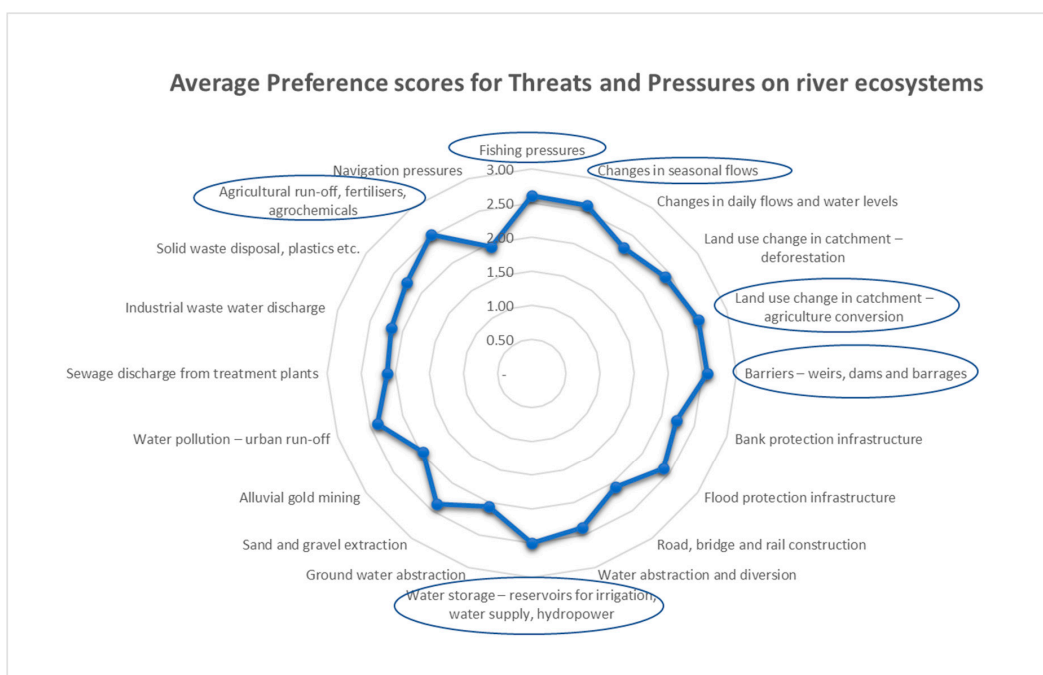 Average Preference scores for Threats and Pressures on river ecosystems
Fishing pressures
Navigation pressures
3.00
Changes in seasonal flows
Agricultural run-off, fertilisers,
agrochemicals
2.50
Changes in daily flows and water levels
Solid waste disposal, plastics etc.
2.00
Land use change in catchment –
deforestation
1.50
Industrial waste water discharge
1.00
Land use change in catchment –
agriculture conversion
0.50
Sewage discharge from treatment plants
-
Barriers – weirs, dams and barrages
Water pollution – urban run-off
Bank protection infrastructure
Alluvial gold mining
Flood protection infrastructure
Sand and gravel extraction
Road, bridge and rail construction
Ground water abstraction
Water abstraction and diversion
Water storage – reservoirs for irrigation,
water supply, hydropower